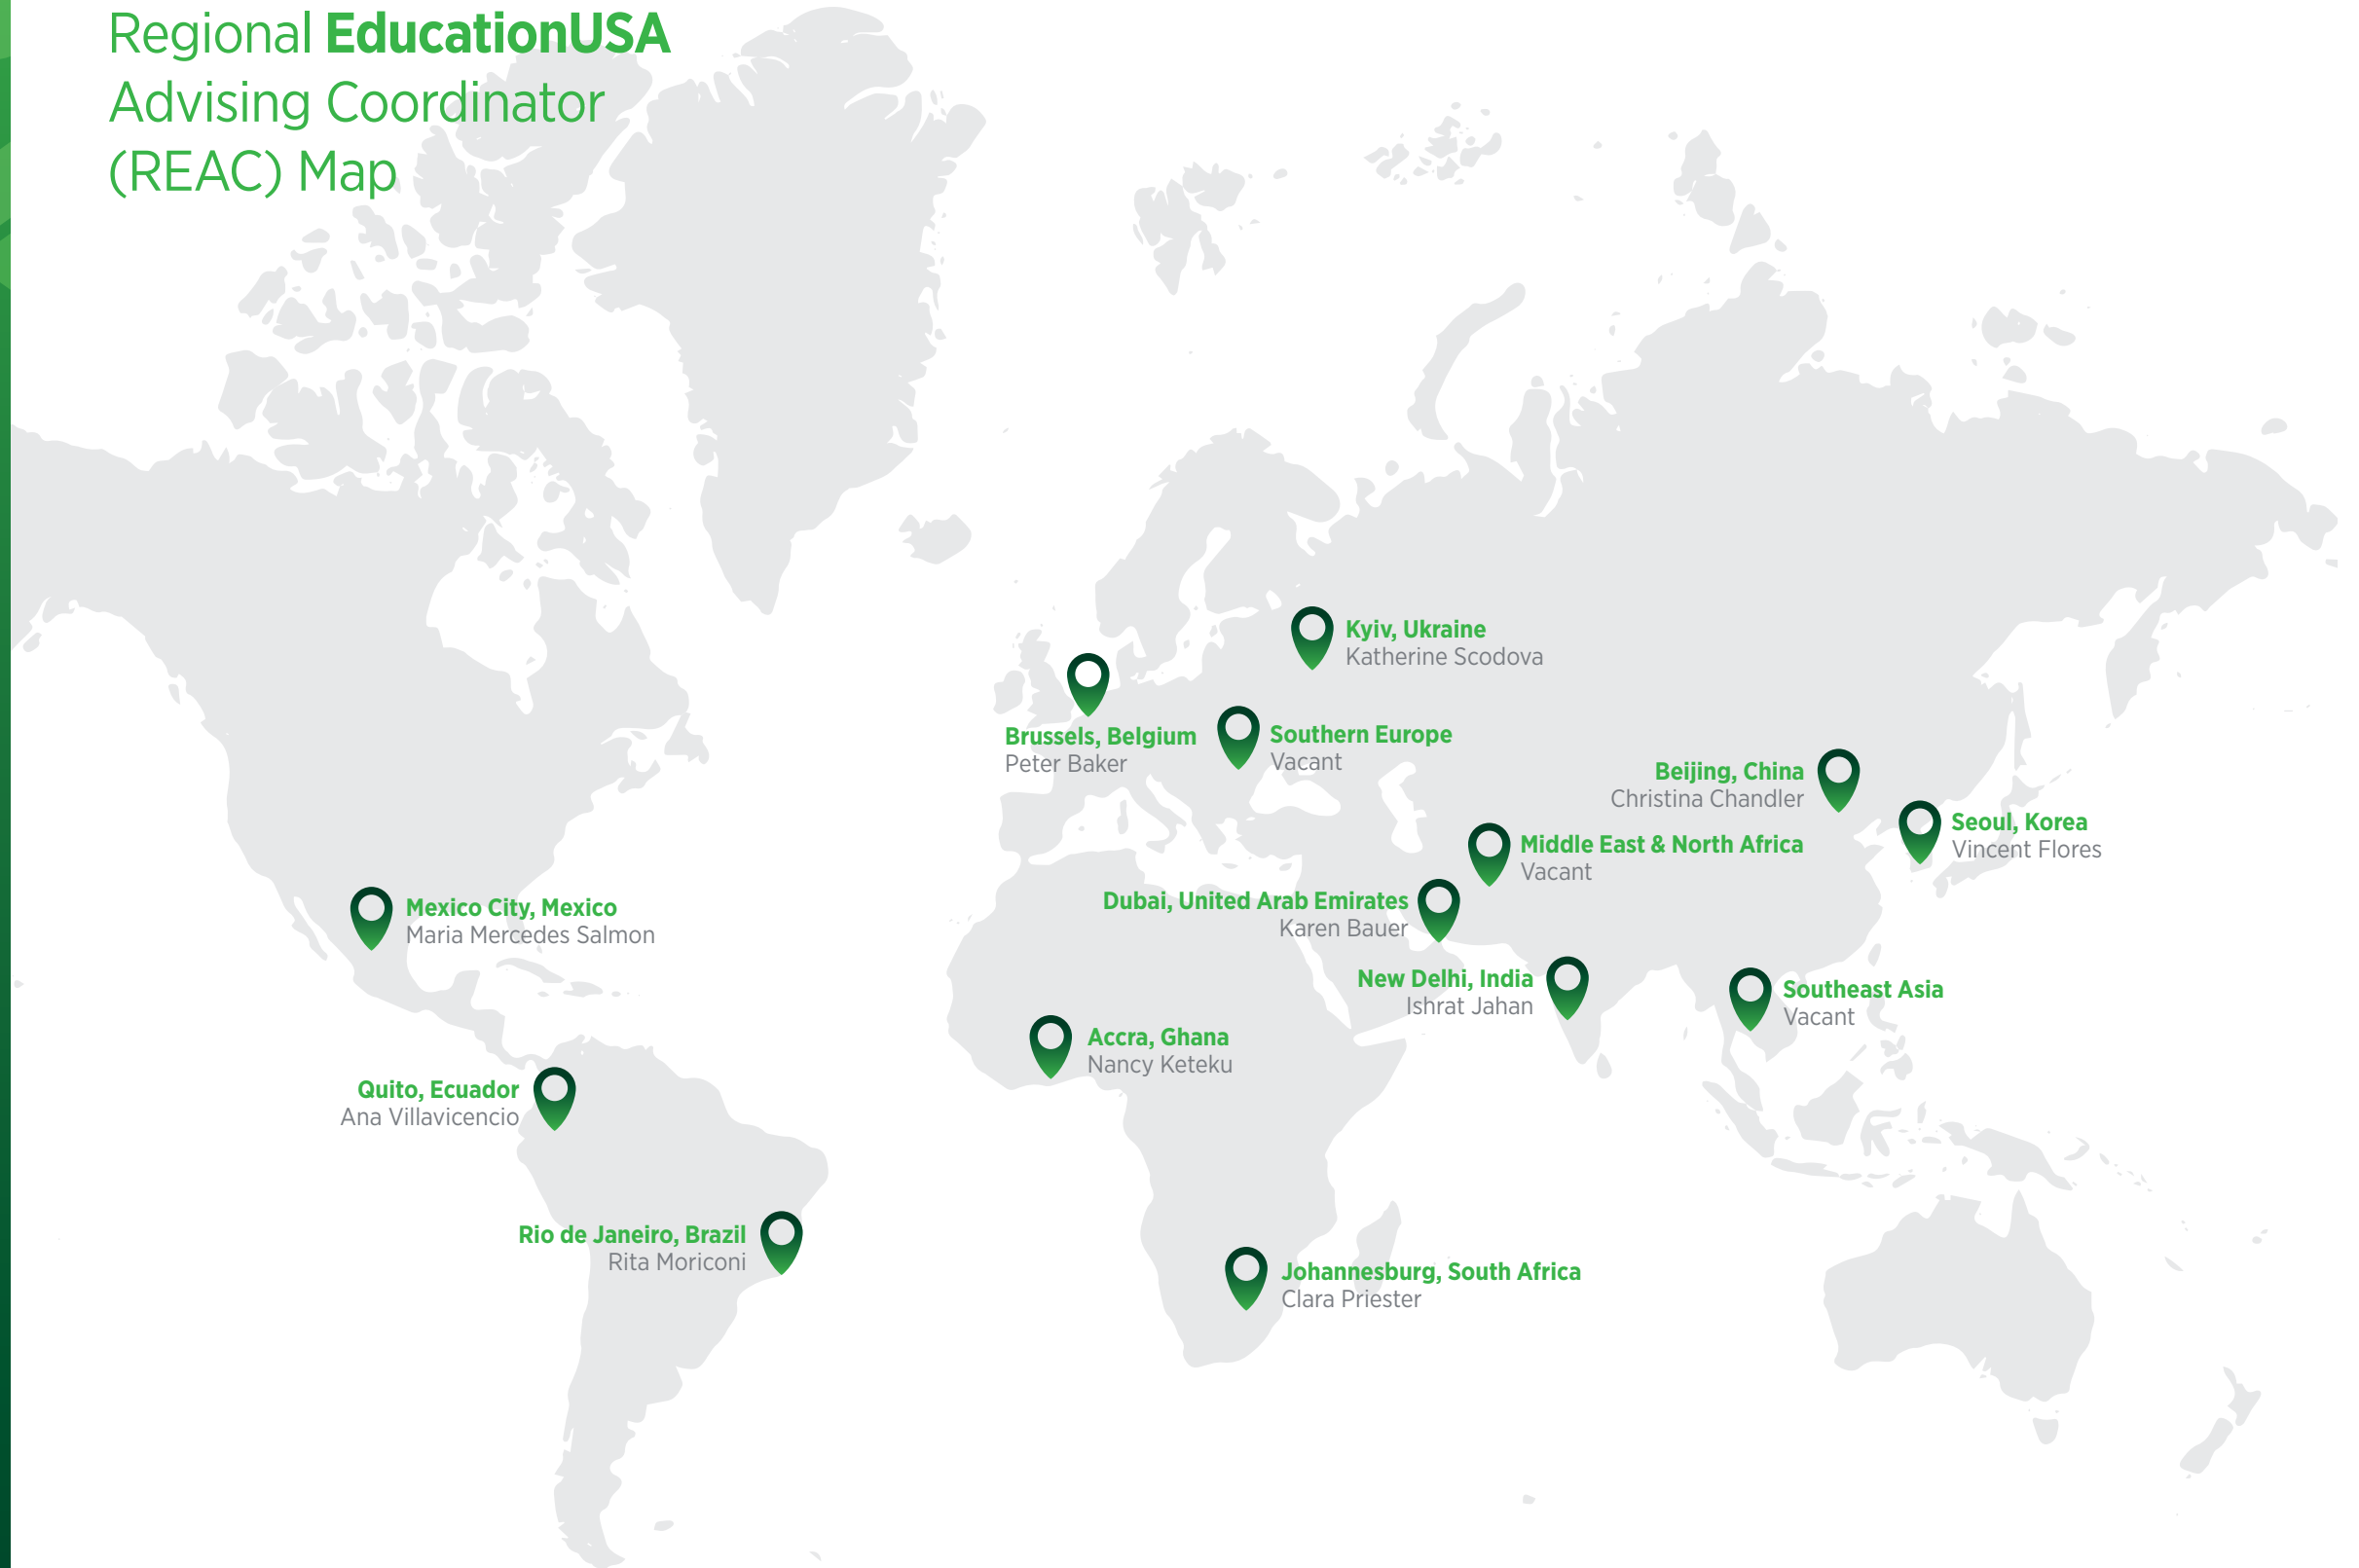 Regional EducationUSA
Advising Coordinator
(REAC) Map
Kyiv, Ukraine
Katherine Scodova
Brussels, Belgium
Peter Baker
Southern Europe
Vacant
Beijing, China
Christina Chandler
Seoul, Korea
Vincent Flores
Middle East & North Africa
Vacant
Dubai, United Arab Emirates
Karen Bauer
Mexico City, Mexico
Maria Mercedes Salmon
New Delhi, India
Ishrat Jahan
Southeast Asia
Vacant
Accra, Ghana
Nancy Keteku
Quito, Ecuador
Ana Villavicencio
Rio de Janeiro, Brazil
Rita Moriconi
Johannesburg, South Africa
Clara Priester